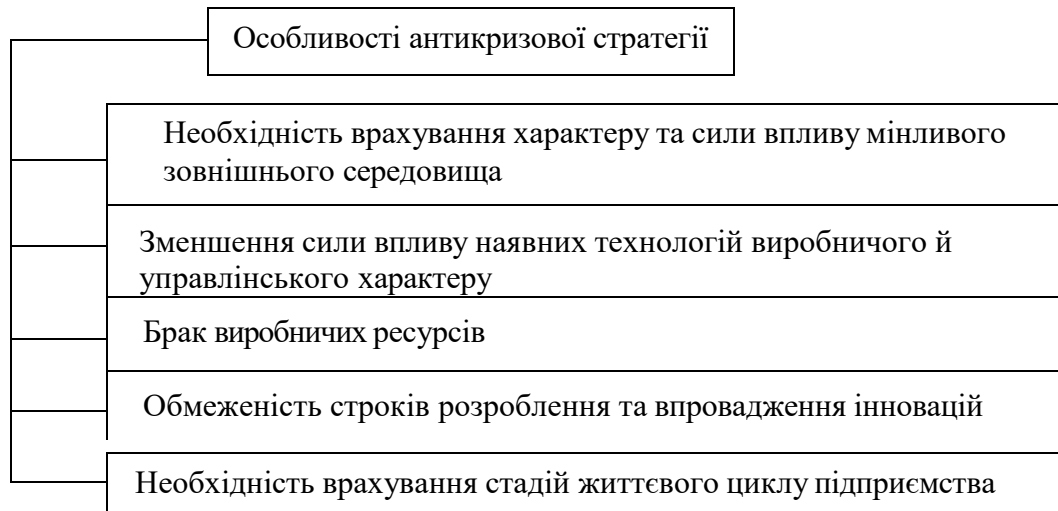 Особливості антикризової стратегії
Необхідність врахування характеру та сили впливу мінливого
зовнішнього середовища
Зменшення сили впливу наявних технологій виробничого й
управлінського характеру
Брак виробничих ресурсів
Обмеженість строків розроблення та впровадження інновацій
Необхідність врахування стадій життєвого циклу підприємства